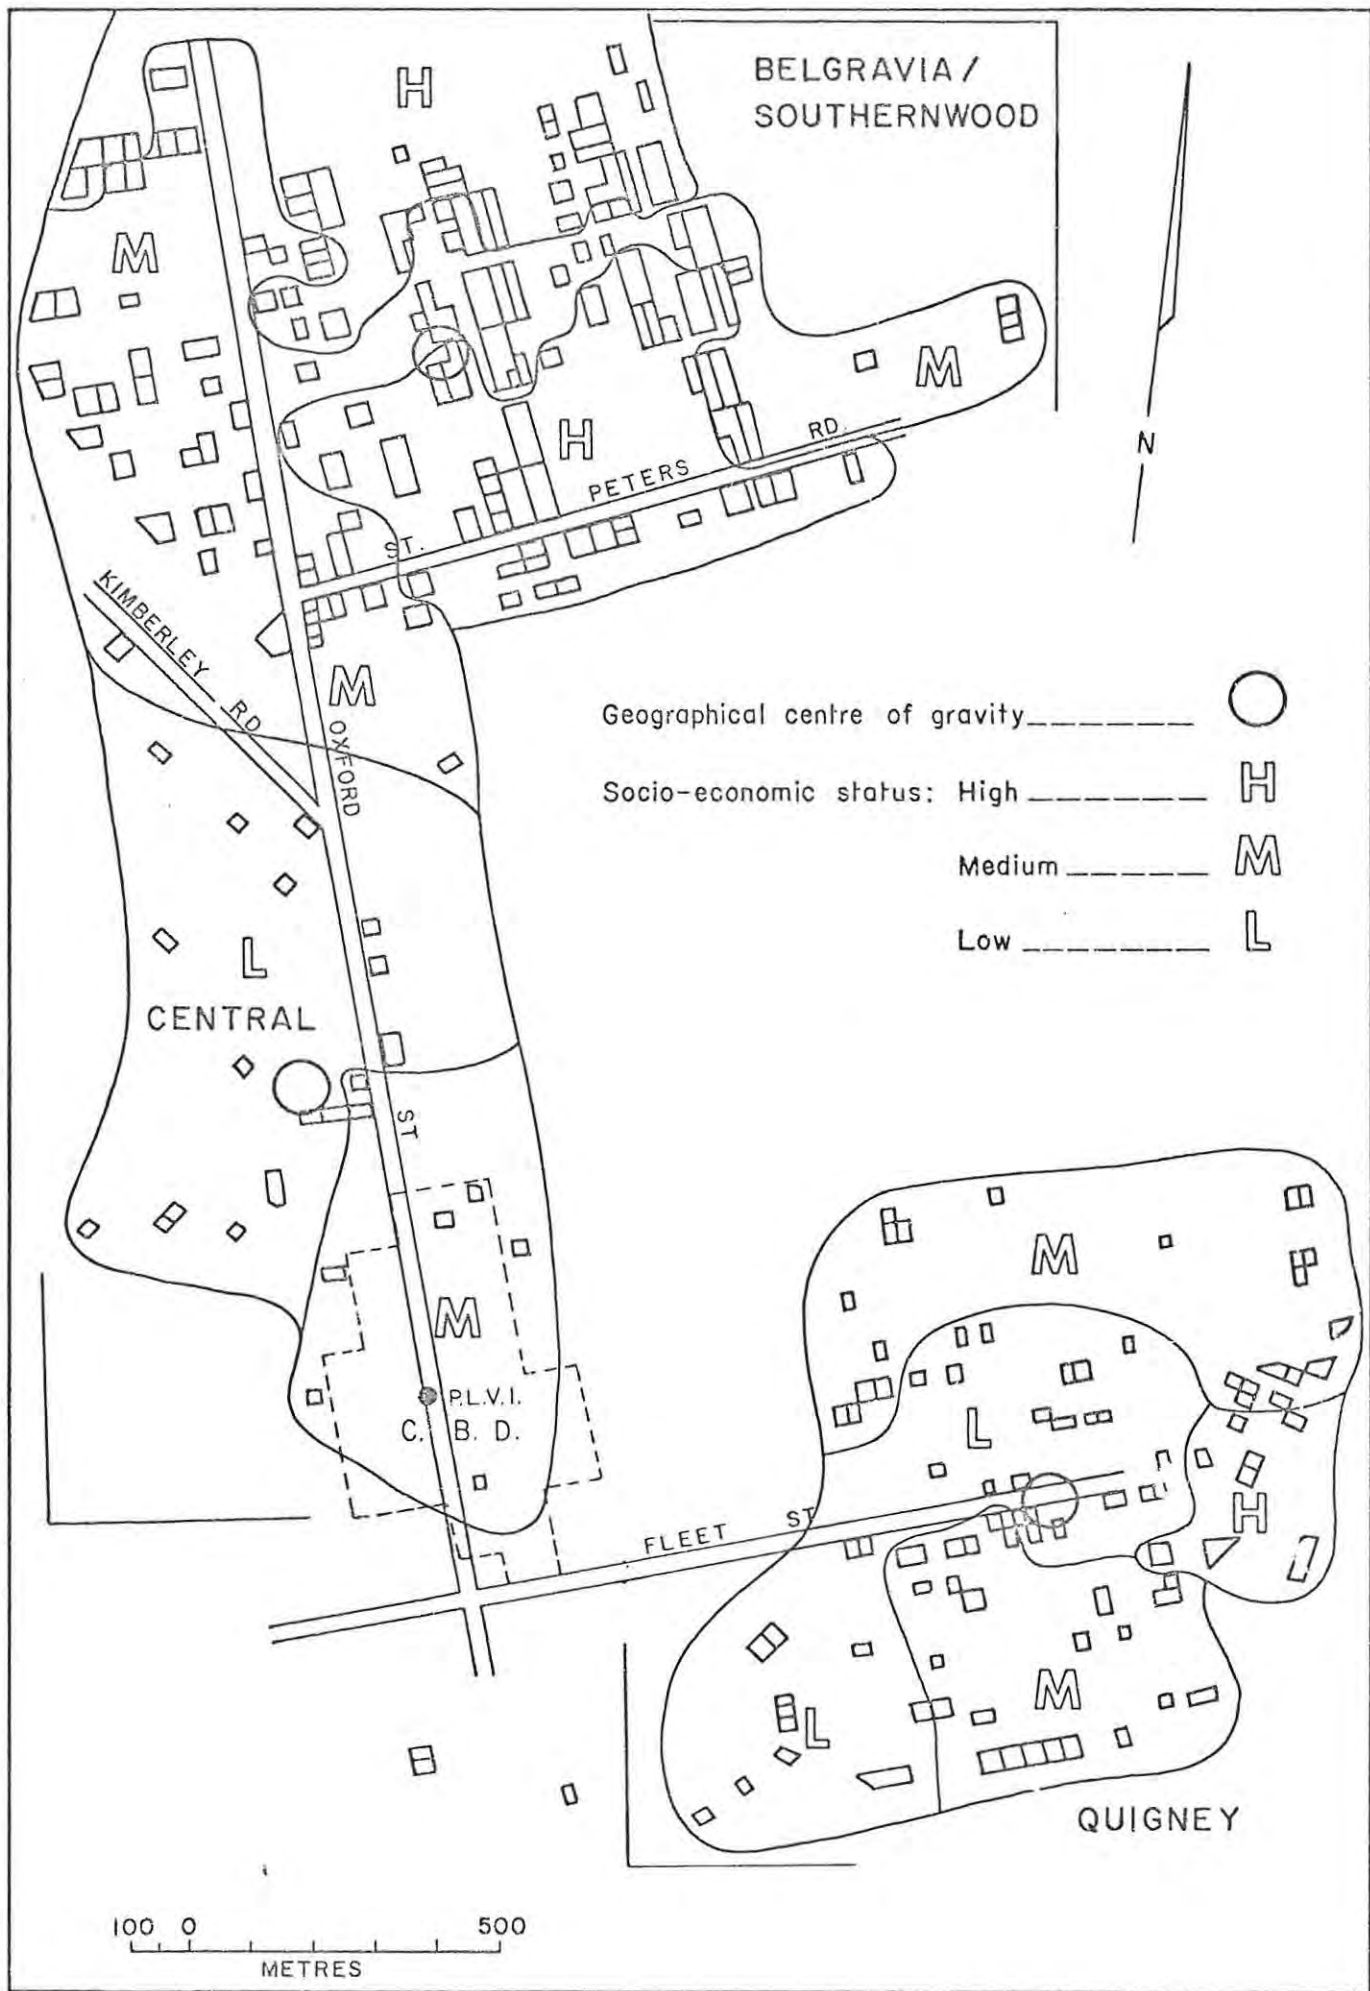 H
BELGRAVIA /
SOUTHERNWOOD
M
M
H
PETERS RD.
ST.
N
KIMBERLEY RD
M
OXFORD
Geographical centre of gravity
Socio-economic status: High H
Medium M
Low L
L
CENTRAL
ST
M
M
P.L.V.I.
C. B. D.
L
H
FLEET ST
M
L
QUIGNEY
100 0 500
METRES